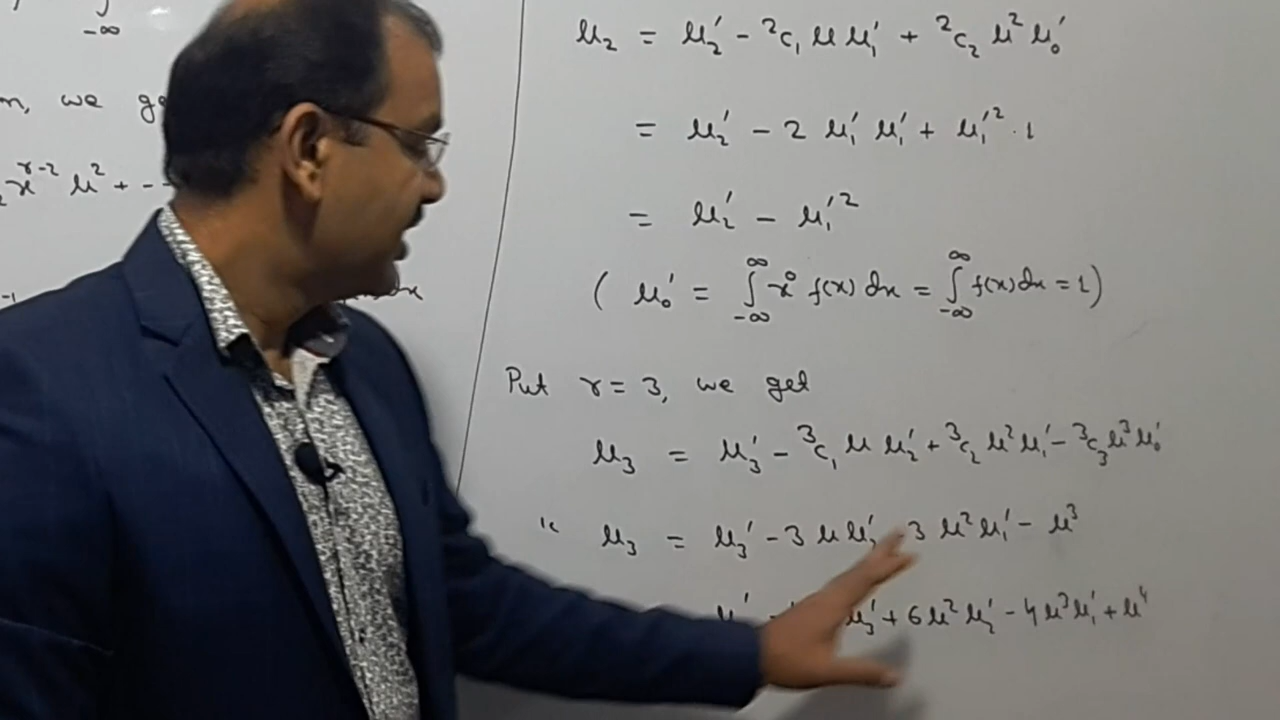 ∫
-∞
n, we ge
x^{r-2} μ² + --
dx
μ₂ = μ₂′ - ²c₁ μ μ₁′ + ²c₂ μ² μ₀′
= μ₂′ - 2 μ₁′ μ₁′ + μ₁′² · 1
= μ₂′ - μ₁′²
( μ₀′ = ∫_{-∞}^{∞} x⁰ f(x) dx = ∫_{-∞}^{∞} f(x) dx = 1 )
Put r = 3, we get
μ₃ = μ₃′ - ³c₁ μ μ₂′ + ³c₂ μ² μ₁′ - ³c₃ μ³ μ₀′
μ₃ = μ₃′ - 3 μ μ₂′ 3 μ² μ₁′ - μ³
μ₃′ + 6 μ² μ₂′ - 4 μ³ μ₁′ + μ⁴